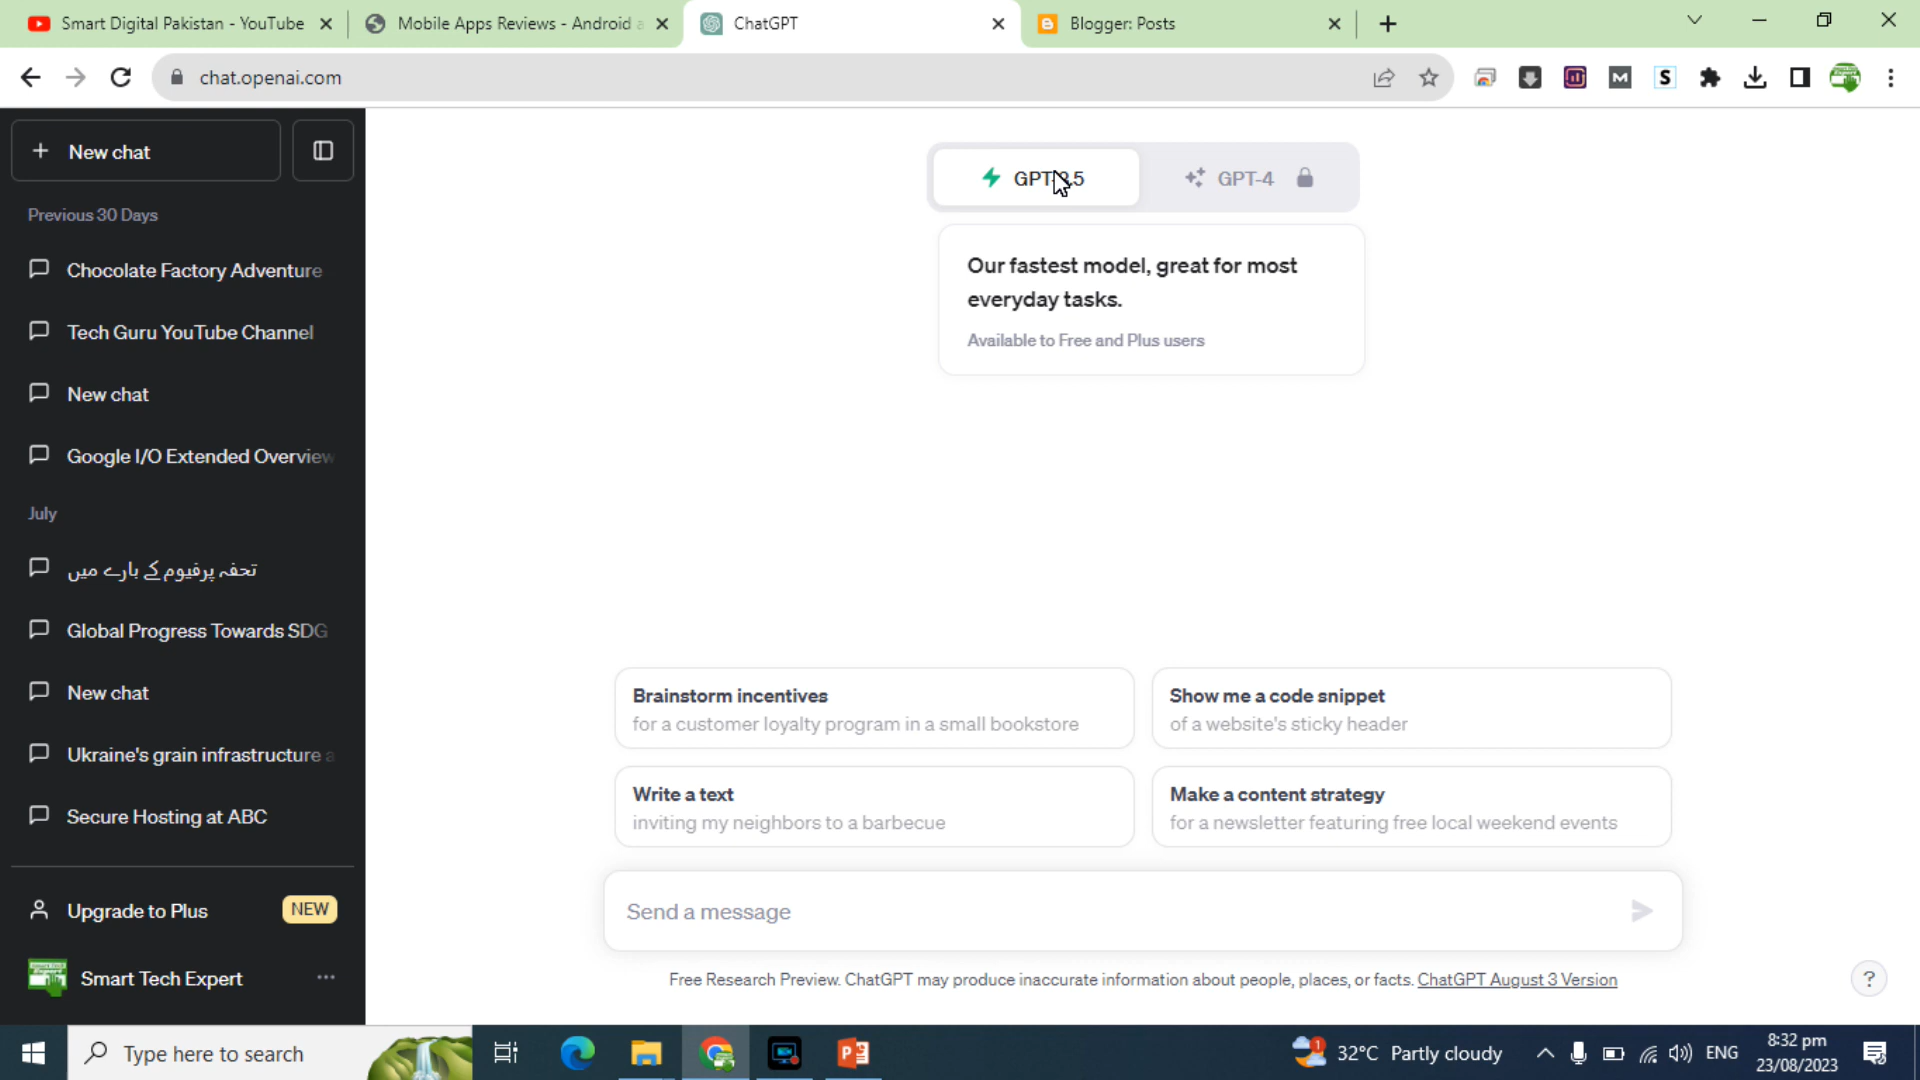 Smart Digital Pakistan - YouTube
Mobile Apps Reviews - Android a
ChatGPT
Blogger: Posts
chat.openai.com
New chat
Previous 30 Days
Chocolate Factory Adventure
Tech Guru YouTube Channel
New chat
Google I/O Extended Overview
July
تحفہ پرفیوم کے بارے میں
Global Progress Towards SDG
New chat
Ukraine's grain infrastructure a
Secure Hosting at ABC
Upgrade to Plus
NEW
Smart Tech Expert
GPT-3.5
GPT-4
Our fastest model, great for most
everyday tasks.
Available to Free and Plus users
Brainstorm incentives
for a customer loyalty program in a small bookstore
Show me a code snippet
of a website's sticky header
Write a text
inviting my neighbors to a barbecue
Make a content strategy
for a newsletter featuring free local weekend events
Send a message
Free Research Preview. ChatGPT may produce inaccurate information about people, places, or facts. ChatGPT August 3 Version
?
Type here to search
1
32°C Partly cloudy
ENG
8:32 pm
23/08/2023